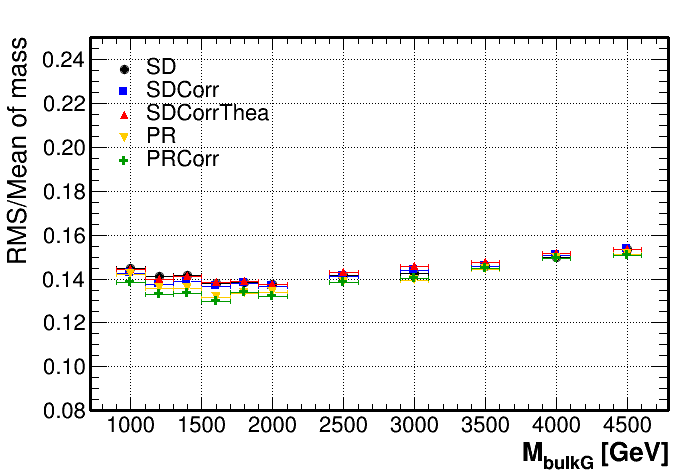 RMS/Mean of mass
0.24
0.22
0.20
0.18
0.16
0.14
0.12
0.10
0.08
SD
SDCorr
SDCorrThea
PR
PRCorr
1000 1500 2000 2500 3000 3500 4000 4500
M_bulkG [GeV]